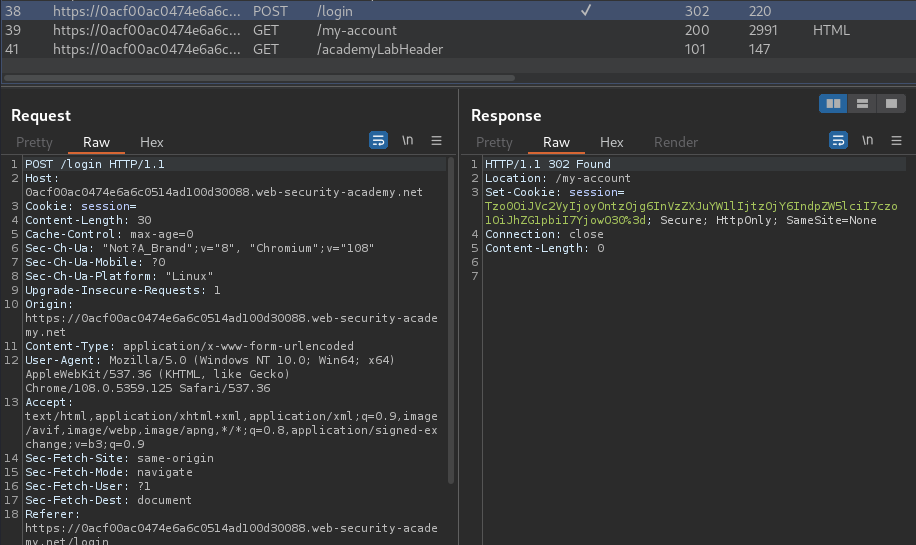 38 https://0acf00ac0474e6a6c... POST /login ✓ 302 220
39 https://0acf00ac0474e6a6c... GET /my-account 200 2991 HTML
41 https://0acf00ac0474e6a6c... GET /academyLabHeader 101 147
Request
Pretty Raw Hex \n
1 POST /login HTTP/1.1
2 Host:
0acf00ac0474e6a6c0514ad100d30088.web-security-academy.net
3 Cookie: session=
4 Content-Length: 30
5 Cache-Control: max-age=0
6 Sec-Ch-Ua: "Not?A_Brand";v="8", "Chromium";v="108"
7 Sec-Ch-Ua-Mobile: ?0
8 Sec-Ch-Ua-Platform: "Linux"
9 Upgrade-Insecure-Requests: 1
10 Origin:
https://0acf00ac0474e6a6c0514ad100d30088.web-security-acade
my.net
11 Content-Type: application/x-www-form-urlencoded
12 User-Agent: Mozilla/5.0 (Windows NT 10.0; Win64; x64)
AppleWebKit/537.36 (KHTML, like Gecko)
Chrome/108.0.5359.125 Safari/537.36
13 Accept:
text/html,application/xhtml+xml,application/xml;q=0.9,image
/avif,image/webp,image/apng,*/*;q=0.8,application/signed-ex
change;v=b3;q=0.9
14 Sec-Fetch-Site: same-origin
15 Sec-Fetch-Mode: navigate
16 Sec-Fetch-User: ?1
17 Sec-Fetch-Dest: document
18 Referer:
https://0acf00ac0474e6a6c0514ad100d30088.web-security-acade
my.net/login
Response
Pretty Raw Hex Render \n
1 HTTP/1.1 302 Found
2 Location: /my-account
3 Set-Cookie: session=
Tzo0OiJVc2VyIjoyOntzOjg6InVzZXJuYW1lIjtzOjY6IndpZW5lciI7czo
1OiJhZG1pbiI7YjowO30%3d; Secure; HttpOnly; SameSite=None
4 Connection: close
5 Content-Length: 0
6
7